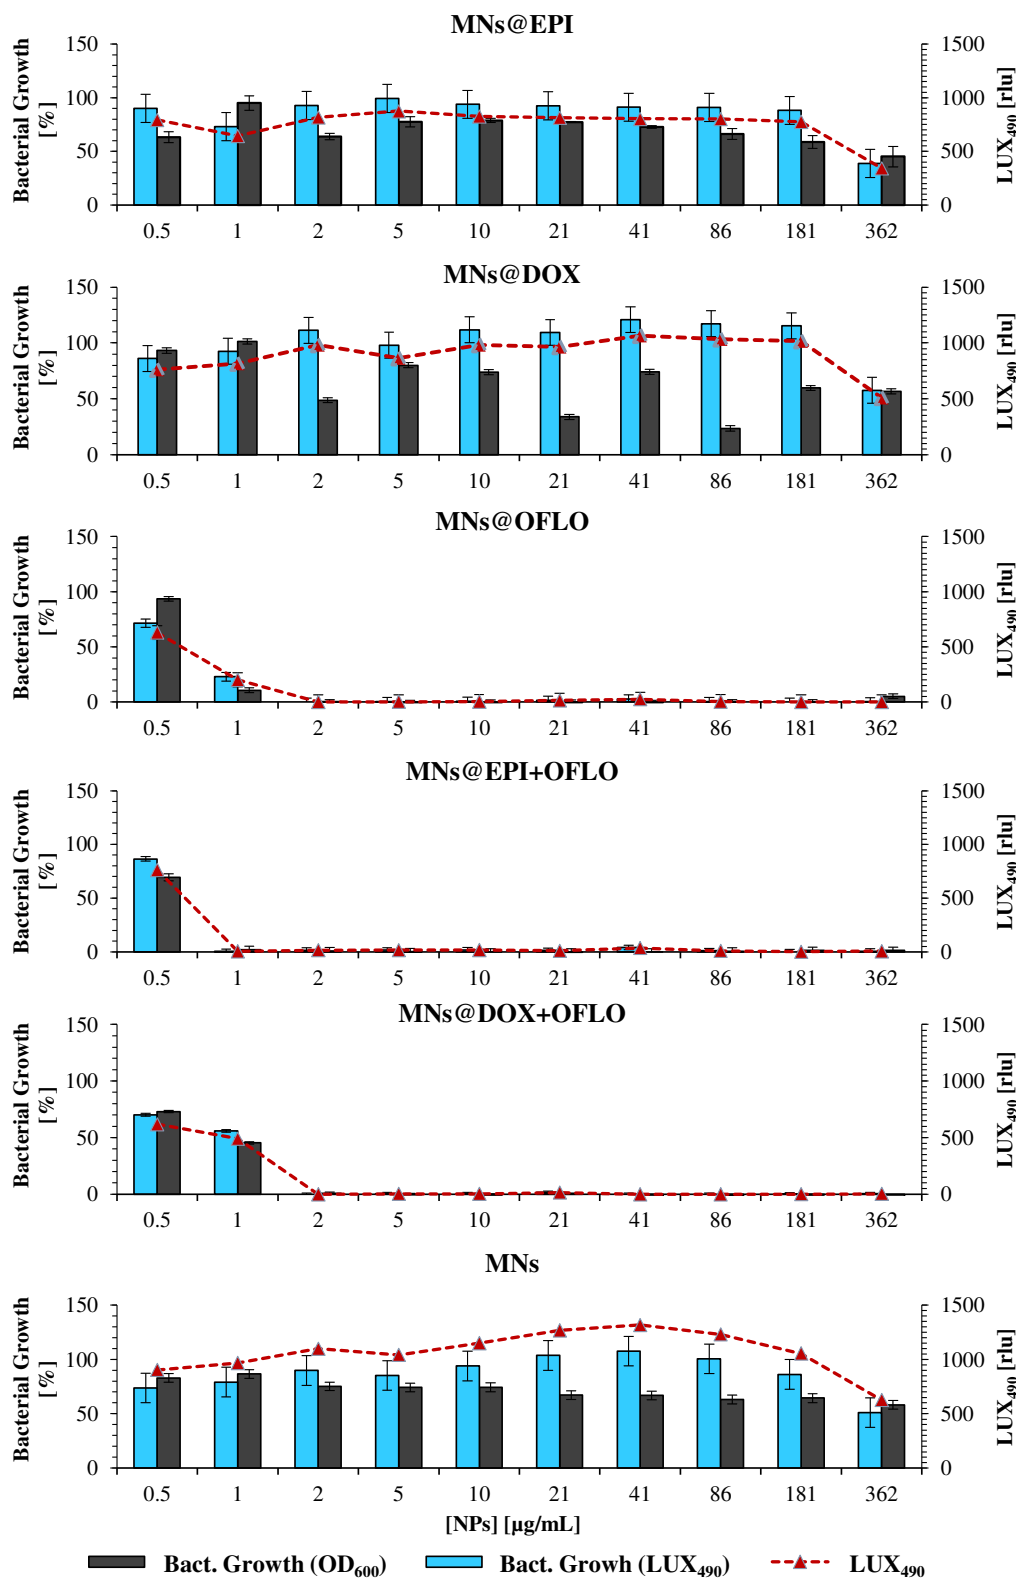 MNs@EPI
Bacterial Growth [%]
150
100
50
0
1500
1000
500
0
LUX490 [rlu]
0.5 1 2 5 10 21 41 86 181 362
MNs@DOX
Bacterial Growth [%]
150
100
50
0
1500
1000
500
0
LUX490 [rlu]
0.5 1 2 5 10 21 41 86 181 362
MNs@OFLO
Bacterial Growth [%]
150
100
50
0
1500
1000
500
0
LUX490 [rlu]
0.5 1 2 5 10 21 41 86 181 362
MNs@EPI+OFLO
Bacterial Growth [%]
150
100
50
0
1500
1000
500
0
LUX490 [rlu]
0.5 1 2 5 10 21 41 86 181 362
MNs@DOX+OFLO
Bacterial Growth [%]
150
100
50
0
1500
1000
500
0
LUX490 [rlu]
0.5 1 2 5 10 21 41 86 181 362
MNs
Bacterial Growth [%]
150
100
50
0
1500
1000
500
0
LUX490 [rlu]
0.5 1 2 5 10 21 41 86 181 362
[NPs] [µg/mL]
Bact. Growth (OD600) Bact. Growh (LUX490) LUX490